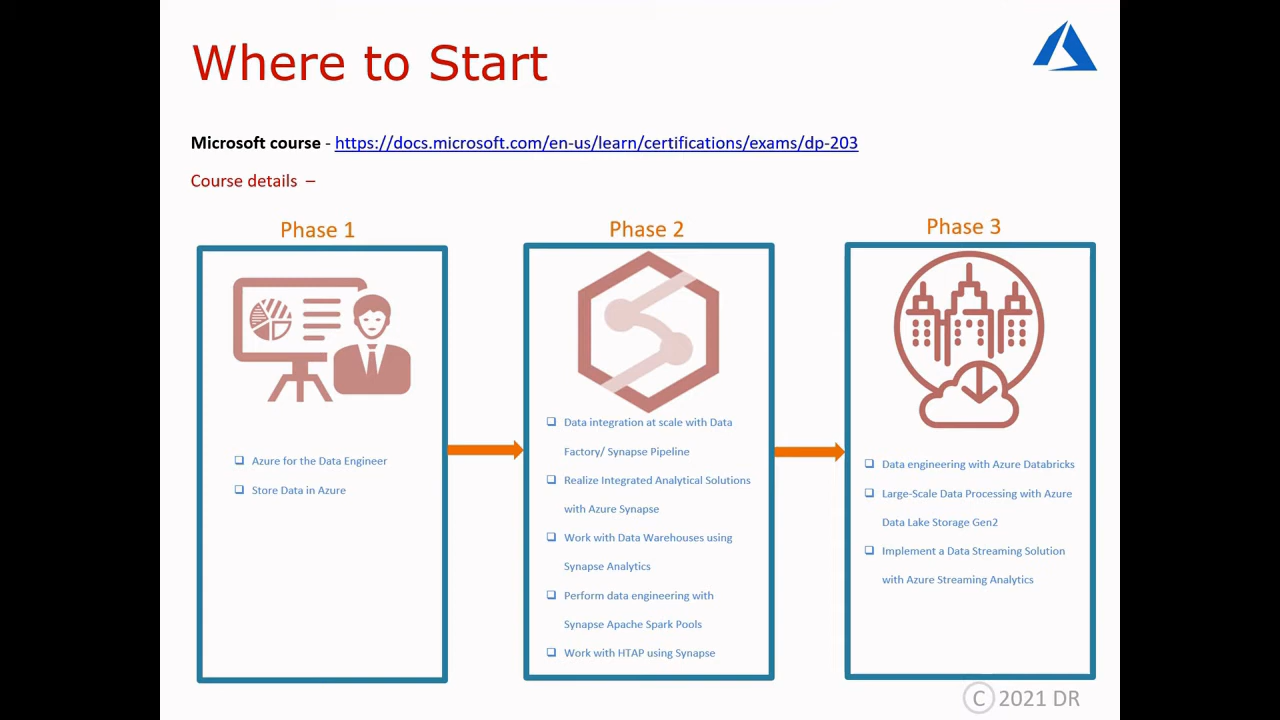 Where to Start
Microsoft course - https://docs.microsoft.com/en-us/learn/certifications/exams/dp-203
Course details –
Phase 1
Azure for the Data Engineer
Store Data in Azure
Phase 2
Data integration at scale with Data
Factory/ Synapse Pipeline
Realize Integrated Analytical Solutions
with Azure Synapse
Work with Data Warehouses using
Synapse Analytics
Perform data engineering with
Synapse Apache Spark Pools
Work with HTAP using Synapse
Phase 3
Data engineering with Azure Databricks
Large-Scale Data Processing with Azure
Data Lake Storage Gen2
Implement a Data Streaming Solution
with Azure Streaming Analytics
© 2021 DR